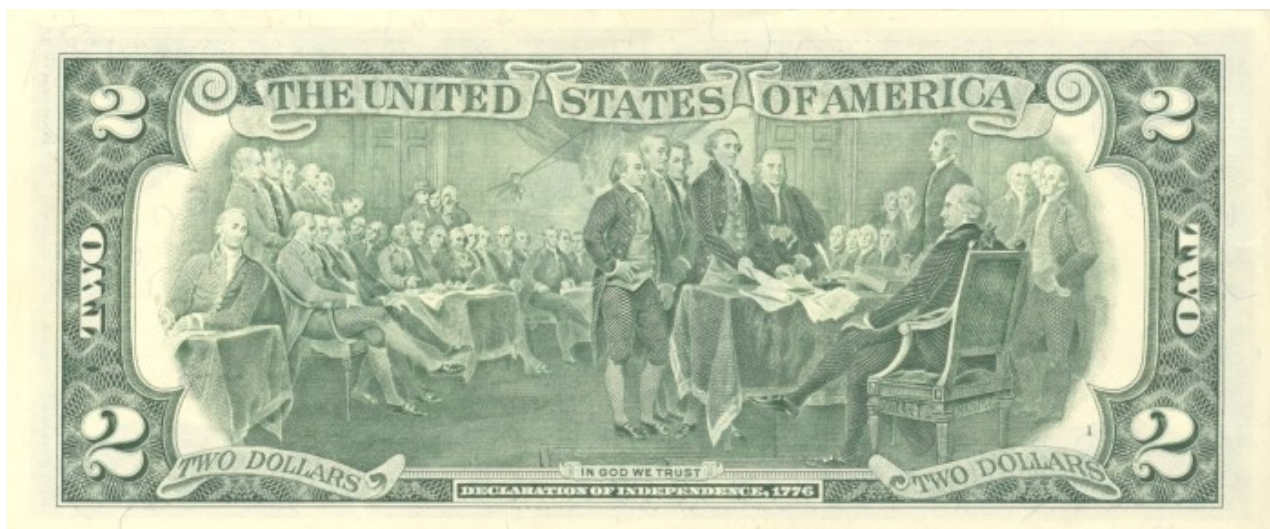 THE UNITED STATES OF AMERICA
2
2
TWO
TWO
1
2
2
TWO DOLLARS
IN GOD WE TRUST
TWO DOLLARS
DECLARATION OF INDEPENDENCE, 1776